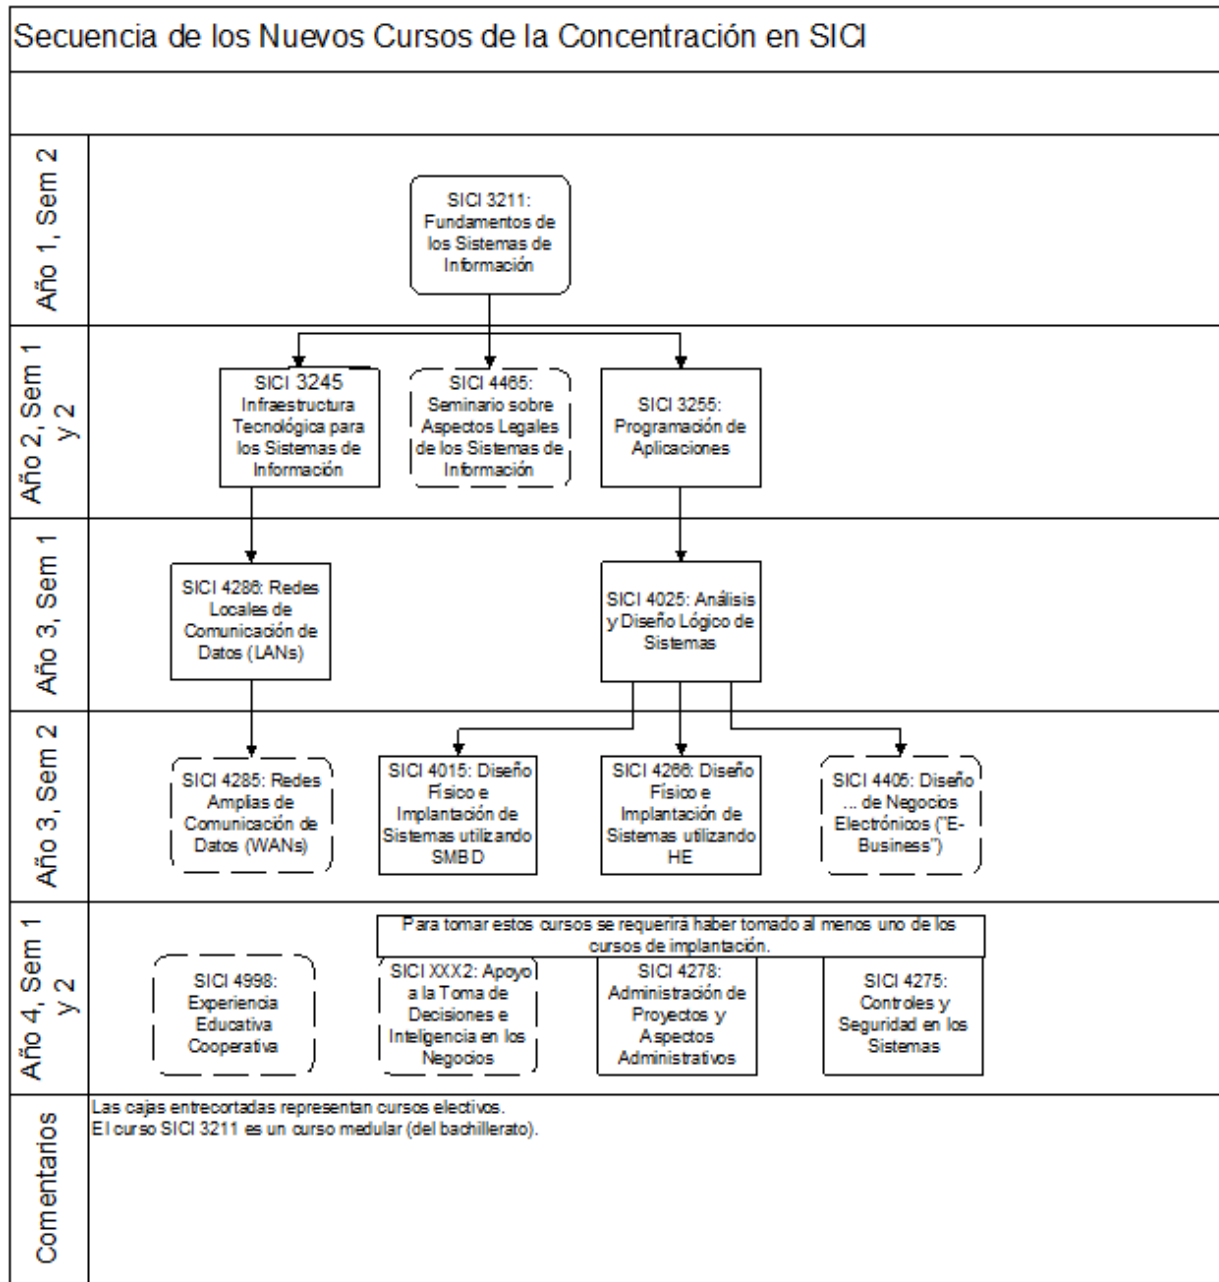 Secuencia de los Nuevos Cursos de la Concentración en SICI
Año 1, Sem 2
SICI 3211:
Fundamentos de
los Sistemas de
Información
Año 2, Sem 1
y 2
SICI 3245
Infraestructura
Tecnológica para
los Sistemas de
Información
SICI 4465:
Seminario sobre
Aspectos Legales
de los Sistemas de
Información
SICI 3255:
Programación de
Aplicaciones
Año 3, Sem 1
SICI 4286: Redes
Locales de
Comunicación de
Datos (LANs)
SICI 4025: Análisis
y Diseño Lógico de
Sistemas
Año 3, Sem 2
SICI 4285: Redes
Amplias de
Comunicación de
Datos (WANs)
SICI 4015: Diseño
Físico e
Implantación de
Sistemas utilizando
SMBD
SICI 4266: Diseño
Físico e
Implantación de
Sistemas utilizando
HE
SICI 4405: Diseño
... de Negocios
Electrónicos ("E-
Business")
Año 4, Sem 1
y 2
Para tomar estos cursos se requerirá haber tomado al menos uno de los
cursos de implantación.
SICI 4998:
Experiencia
Educativa
Cooperativa
SICI XXX2: Apoyo
a la Toma de
Decisiones e
Inteligencia en los
Negocios
SICI 4278:
Administración de
Proyectos y
Aspectos
Administrativos
SICI 4275:
Controles y
Seguridad en los
Sistemas
Comentarios
Las cajas entrecortadas representan cursos electivos.
El curso SICI 3211 es un curso medular (del bachillerato).